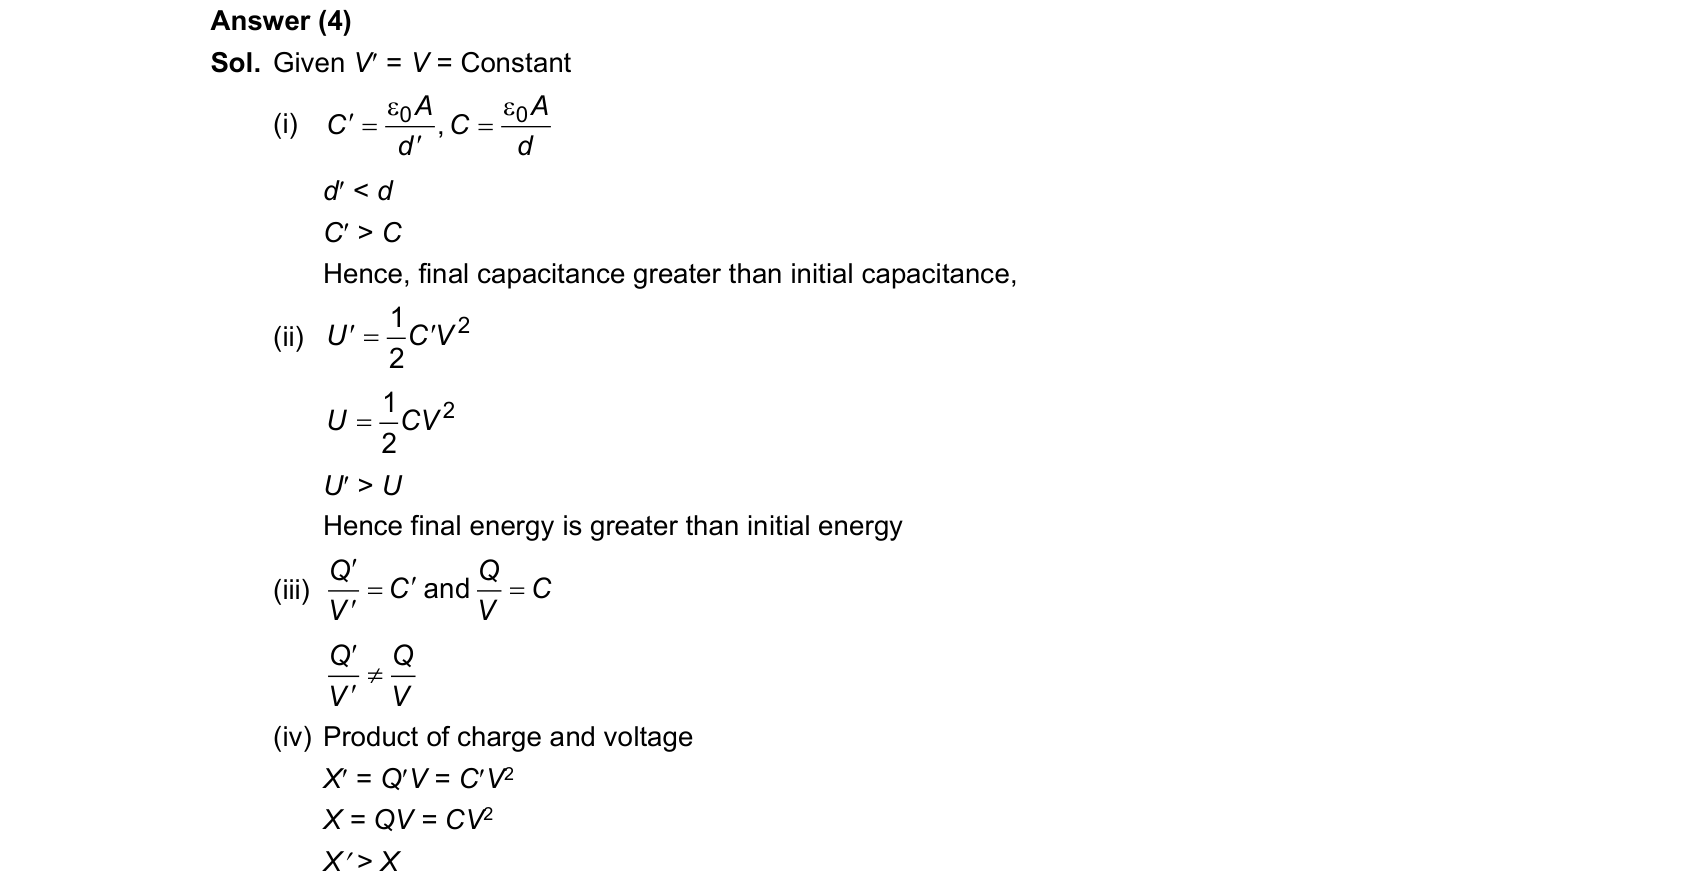 Answer (4)
Sol. Given V′ = V = Constant
(i) C′ = ε₀A/d′, C = ε₀A/d
d′ < d
C′ > C
Hence, final capacitance greater than initial capacitance,
(ii) U′ = 1/2 C′V²
U = 1/2 CV²
U′ > U
Hence final energy is greater than initial energy
(iii) Q′/V′ = C′ and Q/V = C
Q′/V′ ≠ Q/V
(iv) Product of charge and voltage
X′ = Q′V = C′V²
X = QV = CV²
X′ > X